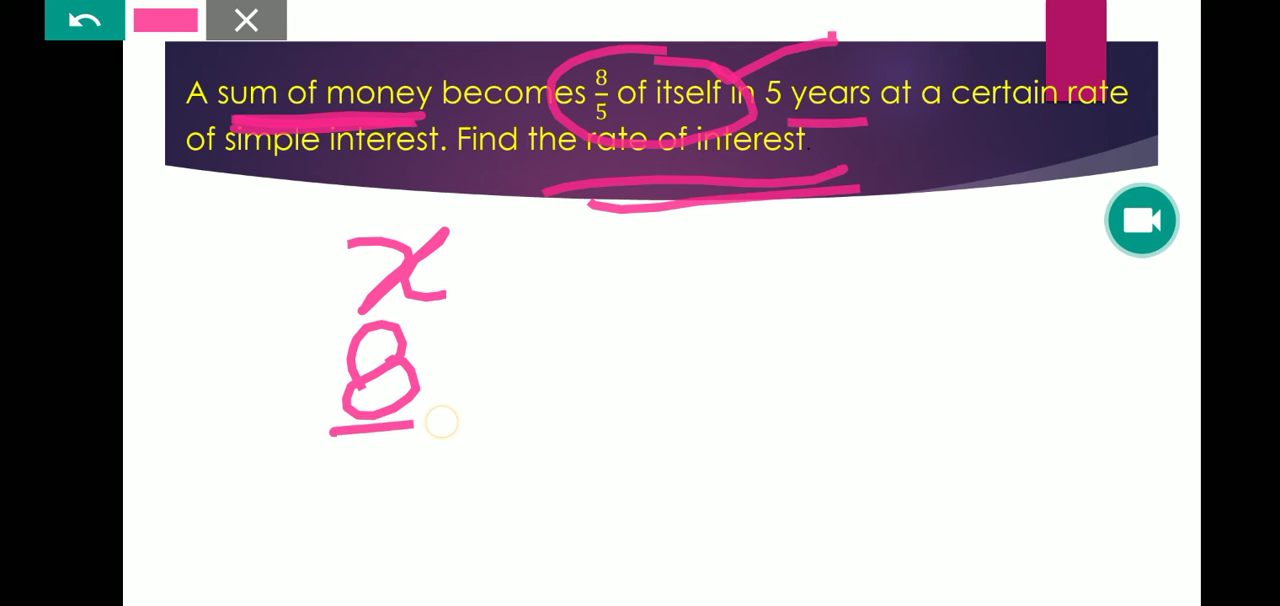 A sum of money becomes 8/5 of itself in 5 years at a certain rate
of simple interest. Find the rate of interest.
x
8